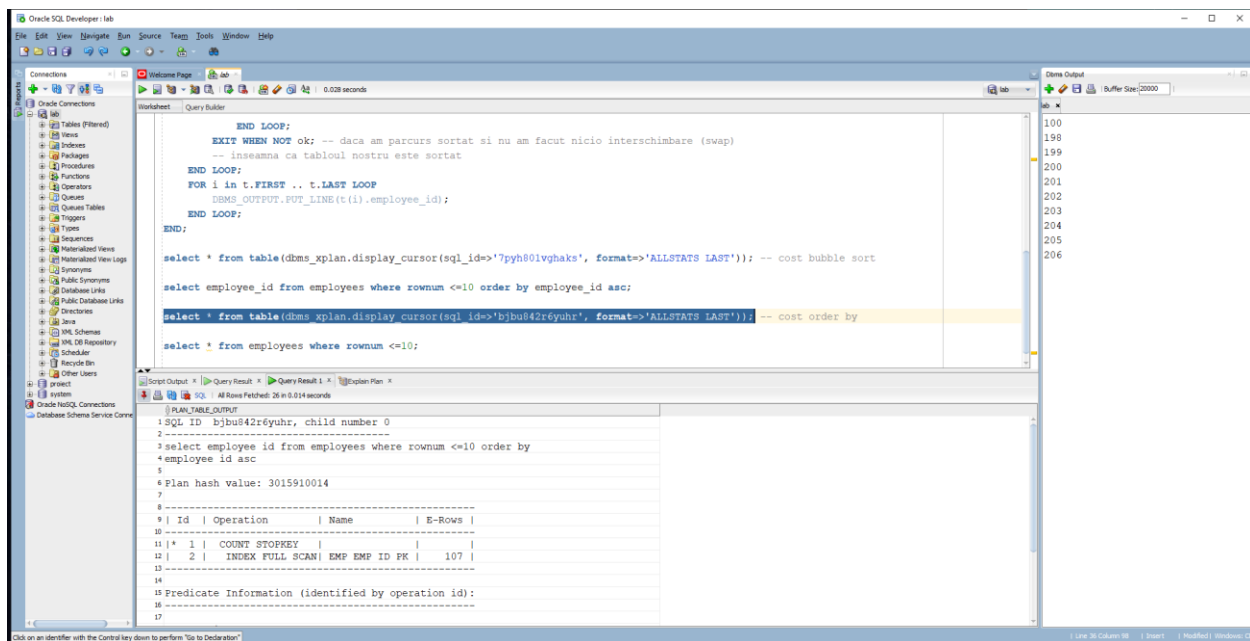 Oracle SQL Developer : lab
File Edit View Navigate Run Source Team Tools Window Help
Connections
Reports
Oracle Connections
lab
Tables (Filtered)
Views
Indexes
Packages
Procedures
Functions
Operators
Queues
Queues Tables
Triggers
Types
Sequences
Materialized Views
Materialized View Logs
Synonyms
Public Synonyms
Database Links
Public Database Links
Directories
Java
XML Schemas
XML DB Repository
Scheduler
Recycle Bin
Other Users
proiect
system
Oracle NoSQL Connections
Database Schema Service Conne
Welcome Page
lab
0.028 seconds
lab
Worksheet Query Builder
END LOOP;
EXIT WHEN NOT ok; -- daca am parcurs sortat si nu am facut nicio interschimbare (swap)
-- inseamna ca tabloul nostru este sortat
END LOOP;
FOR i in t.FIRST .. t.LAST LOOP
DBMS_OUTPUT.PUT_LINE(t(i).employee_id);
END LOOP;
END;
select * from table(dbms_xplan.display_cursor(sql_id=>'7pyh801vghaks', format=>'ALLSTATS LAST')); -- cost bubble sort
select employee_id from employees where rownum <=10 order by employee_id asc;
select * from table(dbms_xplan.display_cursor(sql_id=>'bjbu842r6yuhr', format=>'ALLSTATS LAST')); -- cost order by
select * from employees where rownum <=10;
Script Output x Query Result x Query Result 1 x Explain Plan x
SQL | All Rows Fetched: 26 in 0.014 seconds
PLAN_TABLE_OUTPUT
1 SQL ID bjbu842r6yuhr, child number 0
2 -------------------------------------
3 select employee id from employees where rownum <=10 order by
4 employee id asc
5
6 Plan hash value: 3015910014
7
8 --------------------------------------------------
9 | Id | Operation | Name | E-Rows |
10 --------------------------------------------------
11 |* 1 | COUNT STOPKEY | | |
12 | 2 | INDEX FULL SCAN| EMP EMP ID PK | 107 |
13 --------------------------------------------------
14
15 Predicate Information (identified by operation id):
16 --------------------------------------------------
17
Dbms Output
Buffer Size: 20000
lab x
100
198
199
200
201
202
203
204
205
206
Click on an identifier with the Control key down to perform "Go to Declaration"
Line 36 Column 98 | Insert | Modified | Windows: C